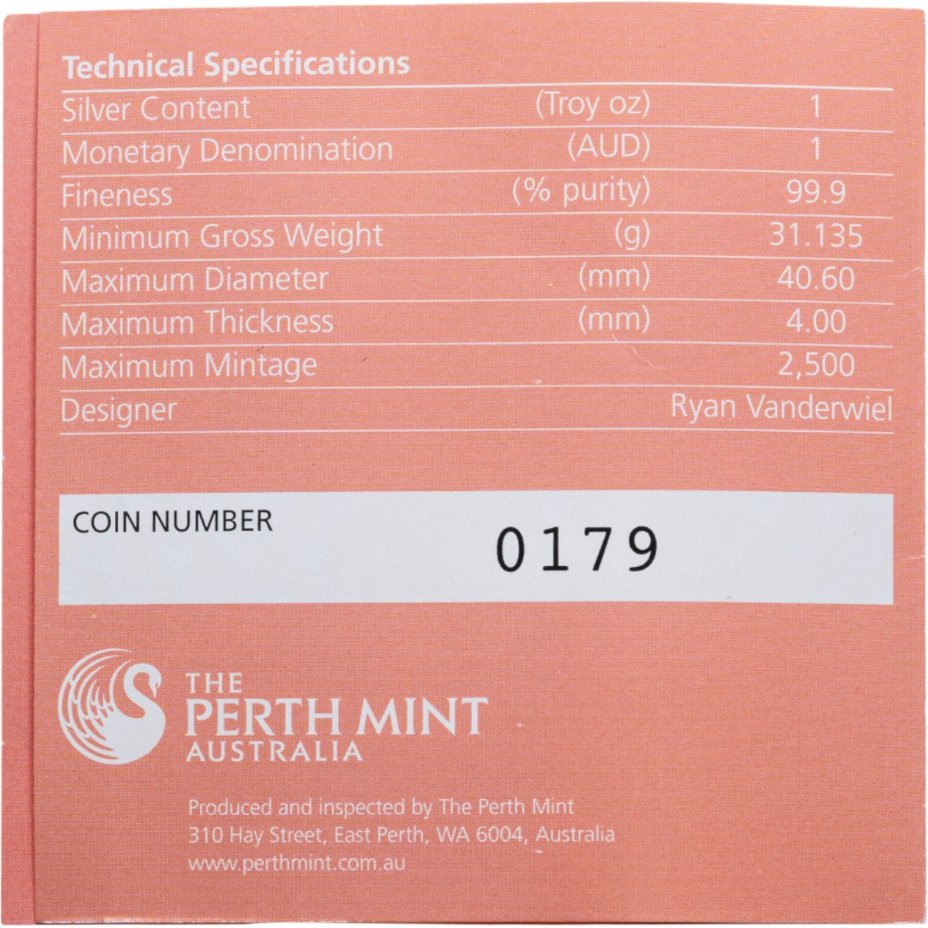 Technical Specifications
Silver Content (Troy oz) 1
Monetary Denomination (AUD) 1
Fineness (% purity) 99.9
Minimum Gross Weight (g) 31.135
Maximum Diameter (mm) 40.60
Maximum Thickness (mm) 4.00
Maximum Mintage 2,500
Designer Ryan Vanderwiel
COIN NUMBER 0179
THE
PERTH MINT
AUSTRALIA
Produced and inspected by The Perth Mint
310 Hay Street, East Perth, WA 6004, Australia
www.perthmint.com.au